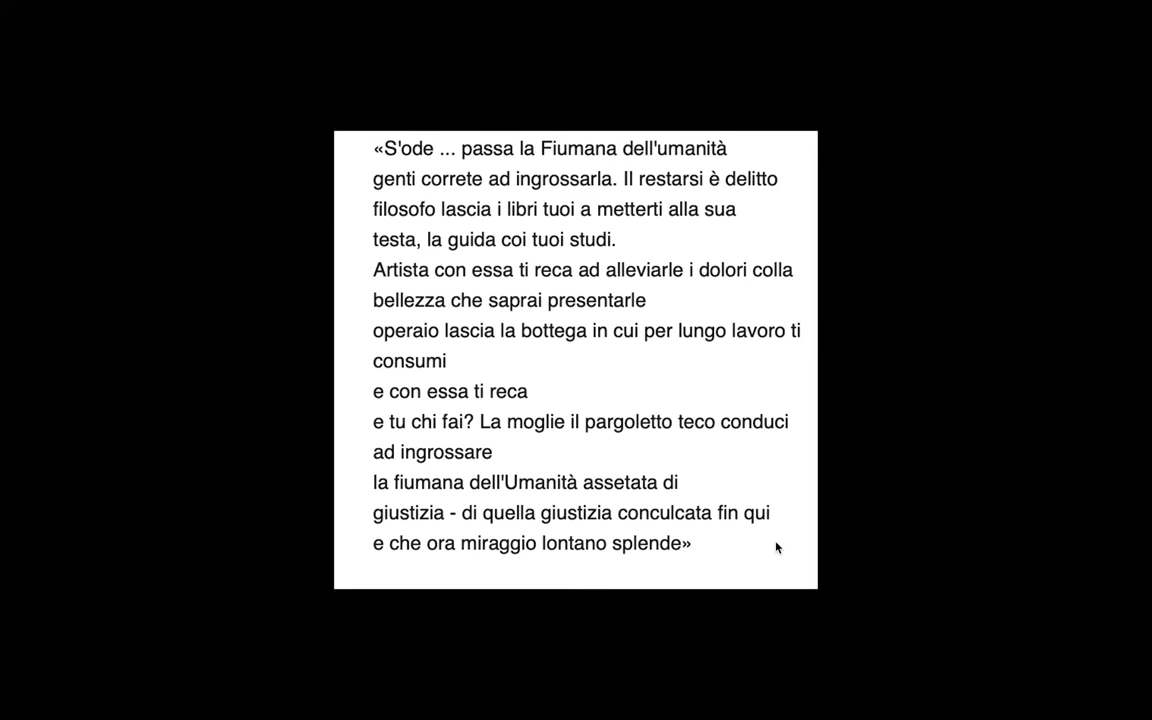 «S'ode ... passa la Fiumana dell'umanità
genti correte ad ingrossarla. Il restarsi è delitto
filosofo lascia i libri tuoi a metterti alla sua
testa, la guida coi tuoi studi.
Artista con essa ti reca ad alleviarle i dolori colla
bellezza che saprai presentarle
operaio lascia la bottega in cui per lungo lavoro ti
consumi
e con essa ti reca
e tu chi fai? La moglie il pargoletto teco conduci
ad ingrossare
la fiumana dell'Umanità assetata di
giustizia - di quella giustizia conculcata fin qui
e che ora miraggio lontano splende»